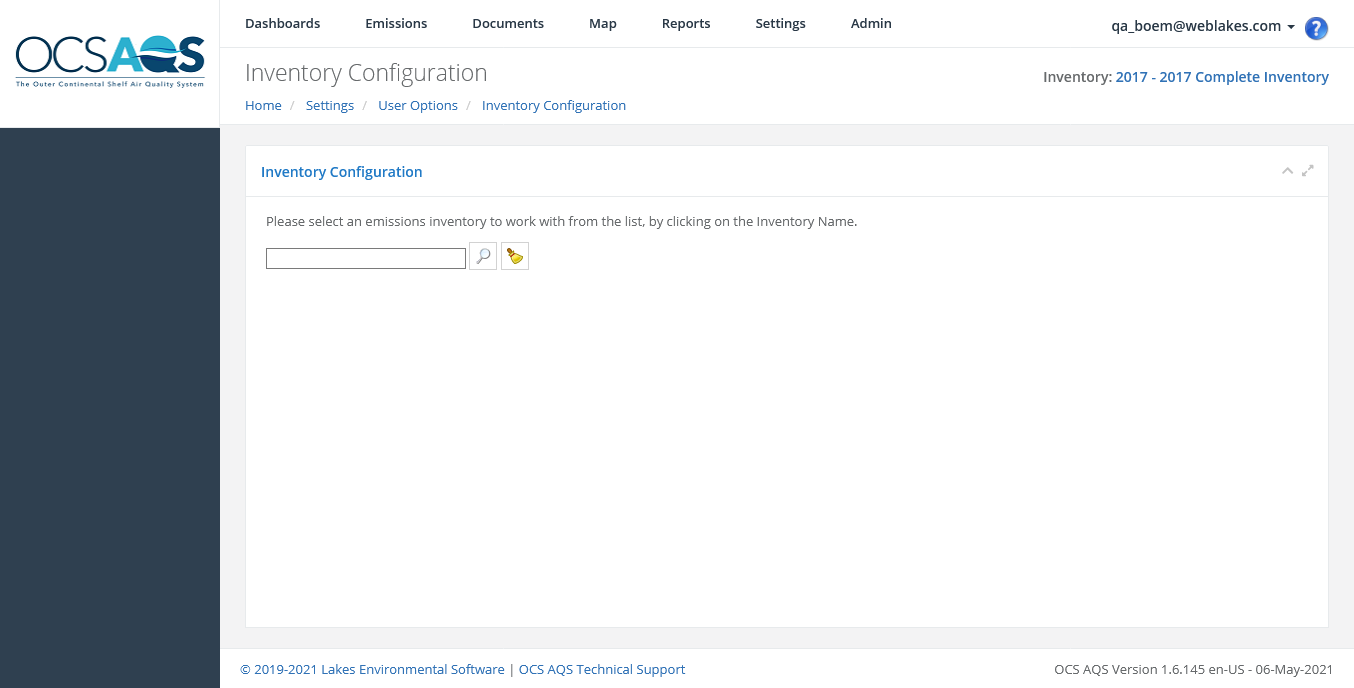 OCSAQS
The Outer Continental Shelf Air Quality System
Dashboards Emissions Documents Map Reports Settings Admin
qa_boem@weblakes.com
?
Inventory Configuration
Inventory: 2017 - 2017 Complete Inventory
Home / Settings / User Options / Inventory Configuration
Inventory Configuration
Please select an emissions inventory to work with from the list, by clicking on the Inventory Name.
© 2019-2021 Lakes Environmental Software | OCS AQS Technical Support
OCS AQS Version 1.6.145 en-US - 06-May-2021